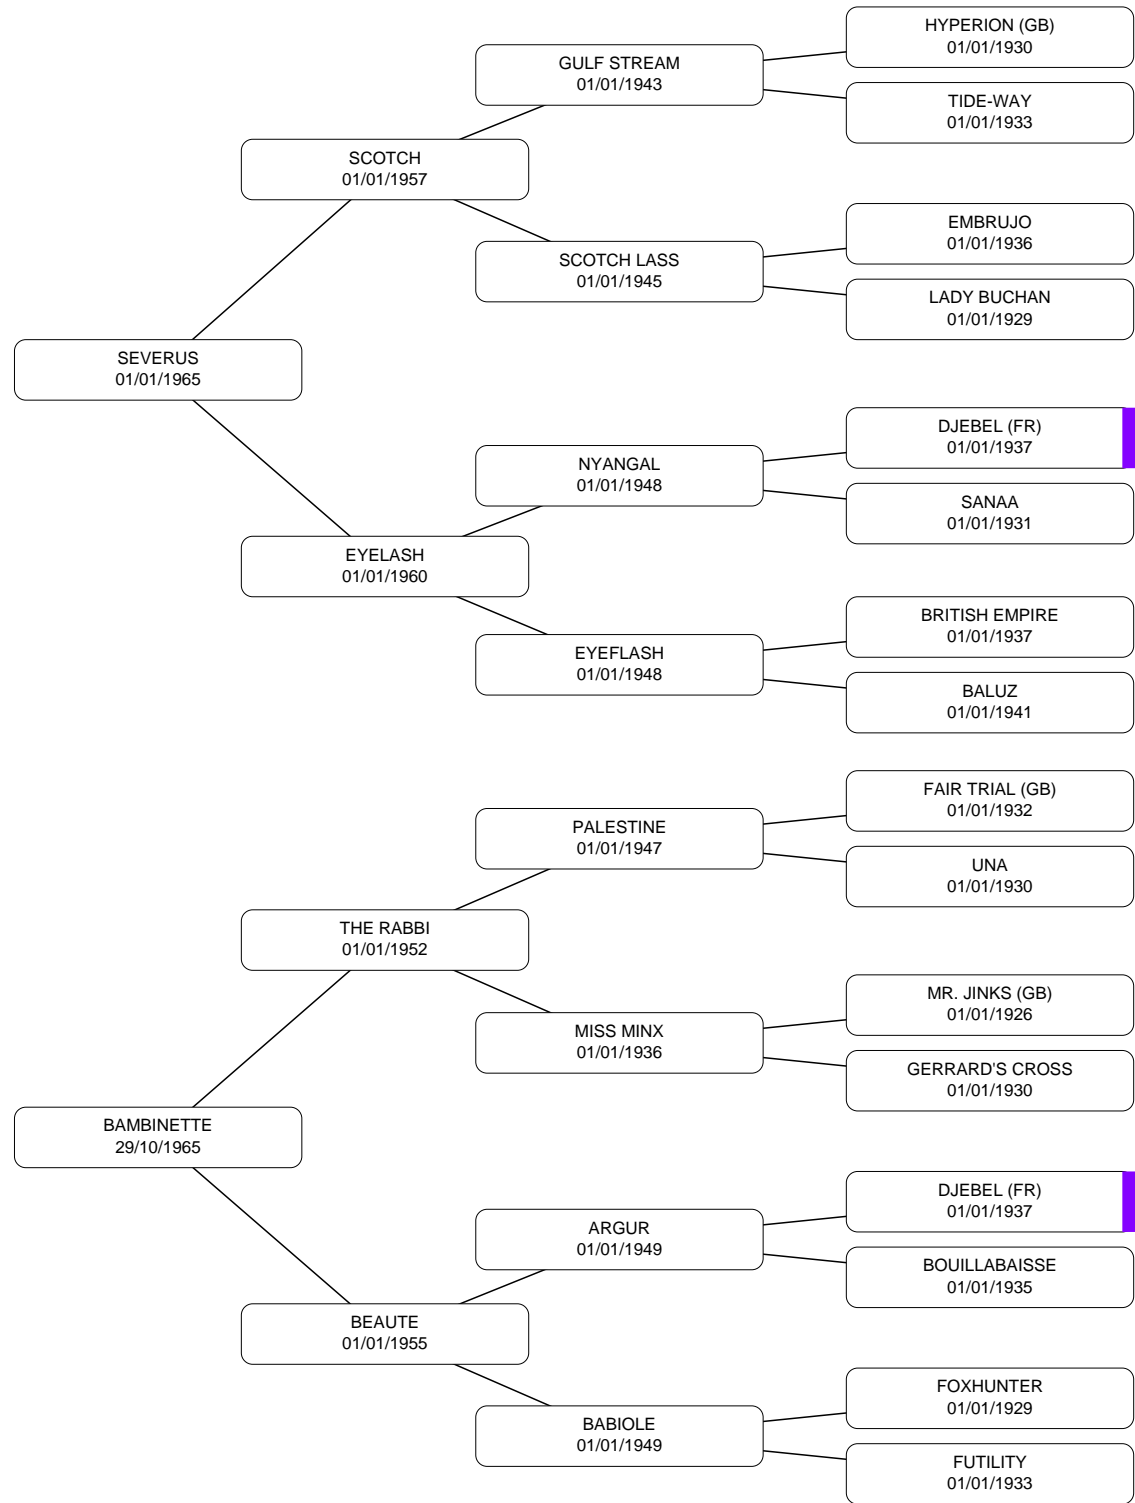 HYPERION (GB)
01/01/1930
GULF STREAM
01/01/1943
TIDE-WAY
01/01/1933
SCOTCH
01/01/1957
EMBRUJO
01/01/1936
SCOTCH LASS
01/01/1945
LADY BUCHAN
01/01/1929
SEVERUS
01/01/1965
DJEBEL (FR)
01/01/1937
NYANGAL
01/01/1948
SANAA
01/01/1931
EYELASH
01/01/1960
BRITISH EMPIRE
01/01/1937
EYEFLASH
01/01/1948
BALUZ
01/01/1941
FAIR TRIAL (GB)
01/01/1932
PALESTINE
01/01/1947
UNA
01/01/1930
THE RABBI
01/01/1952
MR. JINKS (GB)
01/01/1926
MISS MINX
01/01/1936
GERRARD'S CROSS
01/01/1930
BAMBINETTE
29/10/1965
DJEBEL (FR)
01/01/1937
ARGUR
01/01/1949
BOUILLABAISSE
01/01/1935
BEAUTE
01/01/1955
FOXHUNTER
01/01/1929
BABIOLE
01/01/1949
FUTILITY
01/01/1933